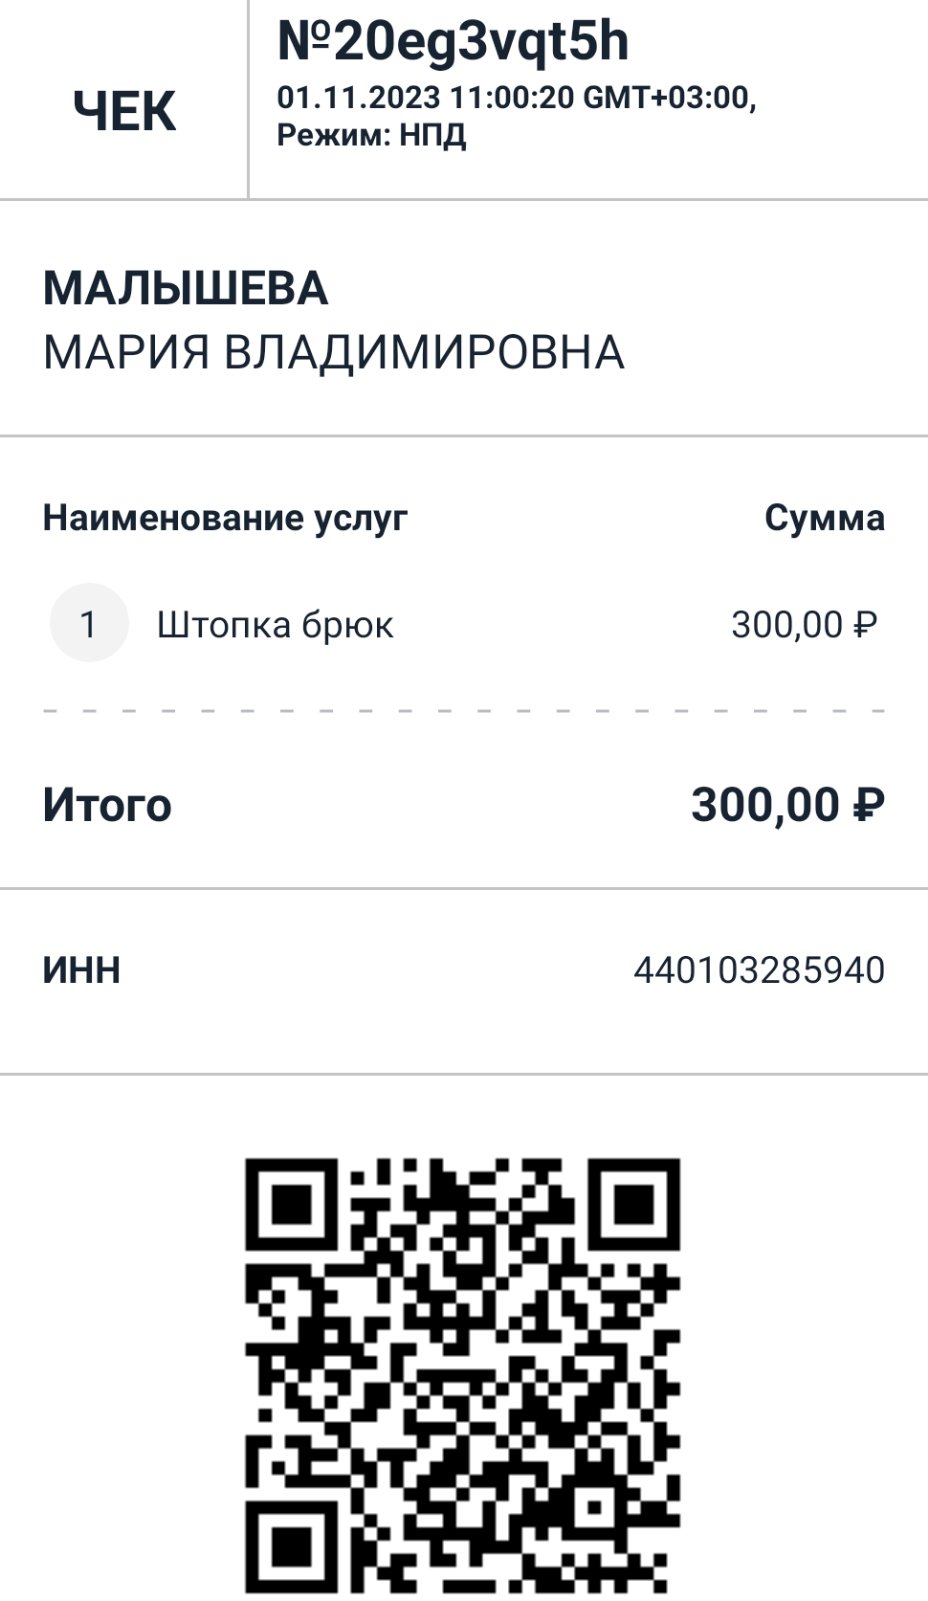 ЧЕК
№20eg3vqt5h
01.11.2023 11:00:20 GMT+03:00,
Режим: НПД
МАЛЫШЕВА
МАРИЯ ВЛАДИМИРОВНА
Наименование услуг Сумма
1 Штопка брюк 300,00 ₽
Итого 300,00 ₽
ИНН 440103285940